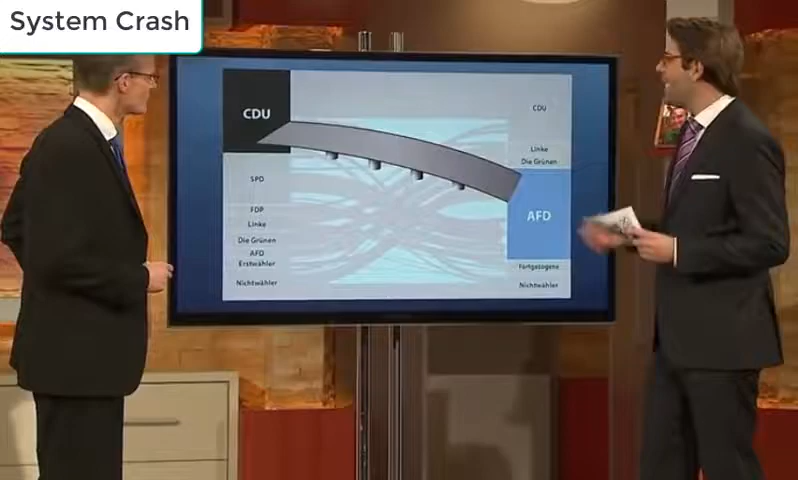 System Crash
CDU
SPD
FDP
Linke
Die Grünen
AFD
Erstwähler
Nichtwähler
CDU
Linke
Die Grünen
AFD
Fortgezogene
Nichtwähler